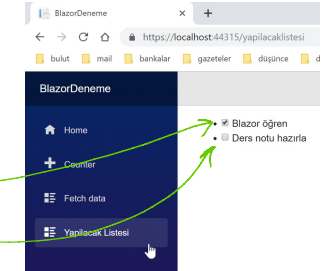 BlazorDeneme
https://localhost:44315/yapilacaklistesi
bulut mail bankalar gazeteler düşünce
BlazorDeneme
Home
Counter
Fetch data
Yapilacak Listesi
Blazor öğren
Ders notu hazırla